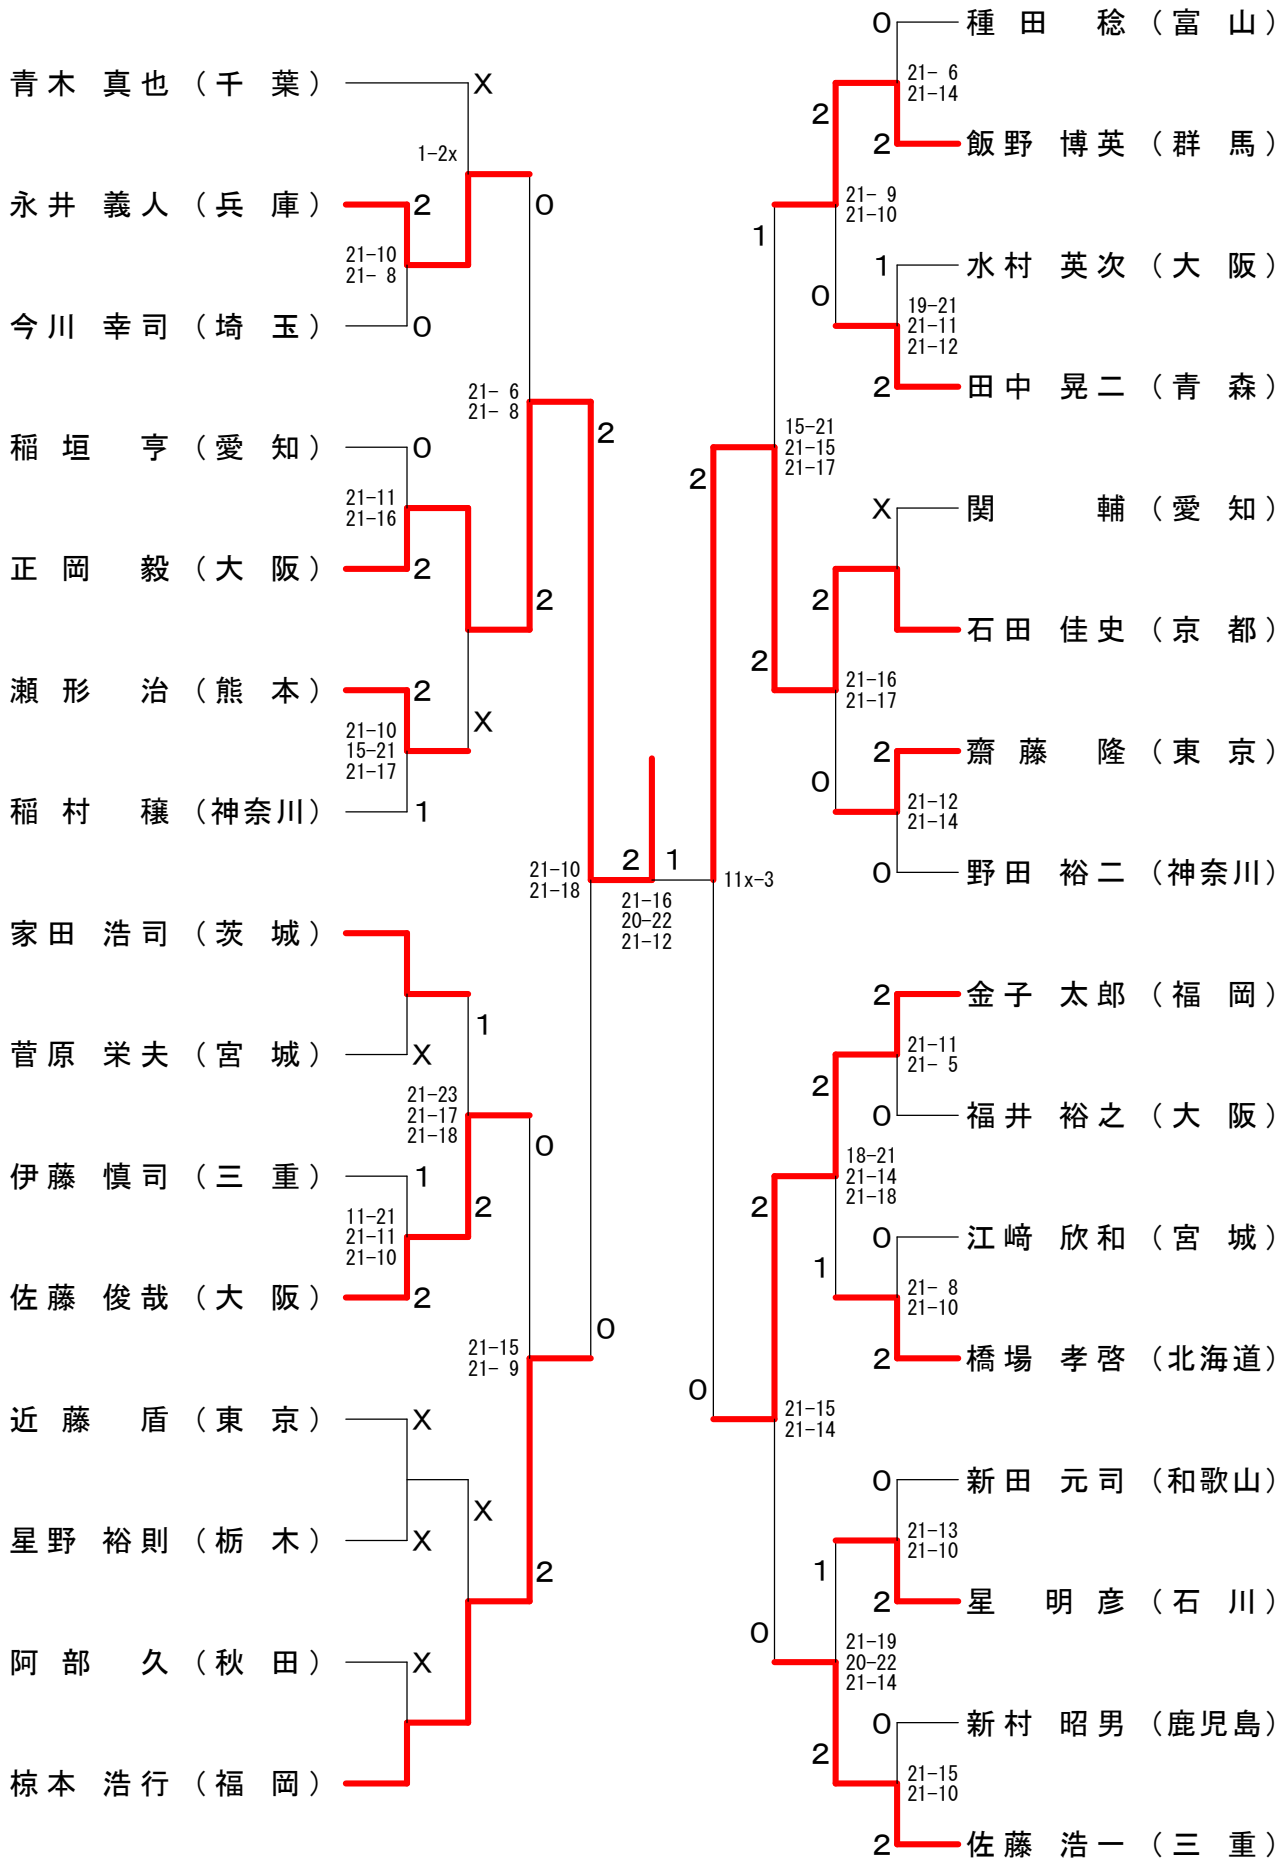 青木 真也 (千 葉) X
1-2x
永井 義人 (兵 庫) 2
21-10
21- 8
0
今川 幸司 (埼 玉) 0
21- 6
21- 8
稲垣 亨 (愛 知) 0
2
21-11
21-16
正岡 毅 (大 阪) 2
2
瀬形 治 (熊 本) 2
X
21-10
15-21
21-17
稲村 穣 (神奈川) 1
21-10
21-18
家田 浩司 (茨 城)
1
菅原 栄夫 (宮 城) X
21-23
21-17
21-18
0
伊藤 慎司 (三 重) 1
2
11-21
21-11
21-10
佐藤 俊哉 (大 阪) 2
0
21-15
21- 9
近藤 盾 (東 京) X
X
星野 裕則 (栃 木) X
2
阿部 久 (秋 田) X
椋本 浩行 (福 岡)
2 1
21-16
20-22
21-12
0 種田 稔 (富 山)
21- 6
21-14
2
2 飯野 博英 (群 馬)
21- 9
21-10
1
1 水村 英次 (大 阪)
0
19-21
21-11
21-12
2 田中 晃二 (青 森)
15-21
21-15
21-17
2
X 関 輔 (愛 知)
2
石田 佳史 (京 都)
2
21-16
21-17
2 齋藤 隆 (東 京)
0
21-12
21-14
0 野田 裕二 (神奈川)
11x-3
2 金子 太郎 (福 岡)
21-11
21- 5
2
0 福井 裕之 (大 阪)
18-21
21-14
21-18
2
0 江﨑 欣和 (宮 城)
1
21- 8
21-10
2 橋場 孝啓 (北海道)
0
21-15
21-14
0 新田 元司 (和歌山)
21-13
21-10
1
2 星 明彦 (石 川)
0
21-19
20-22
21-14
0 新村 昭男 (鹿児島)
2
21-15
21-10
2 佐藤 浩一 (三 重)